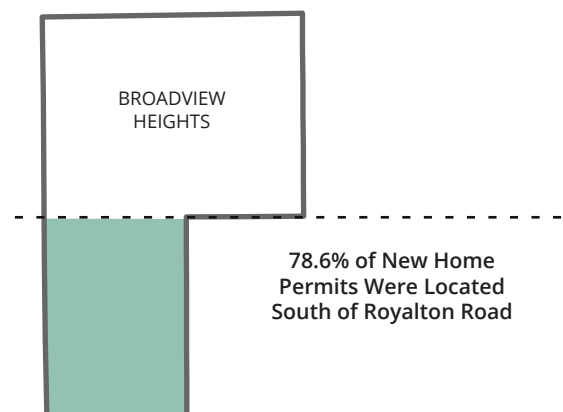 BROADVIEW
HEIGHTS
78.6% of New Home
Permits Were Located
South of Royalton Road